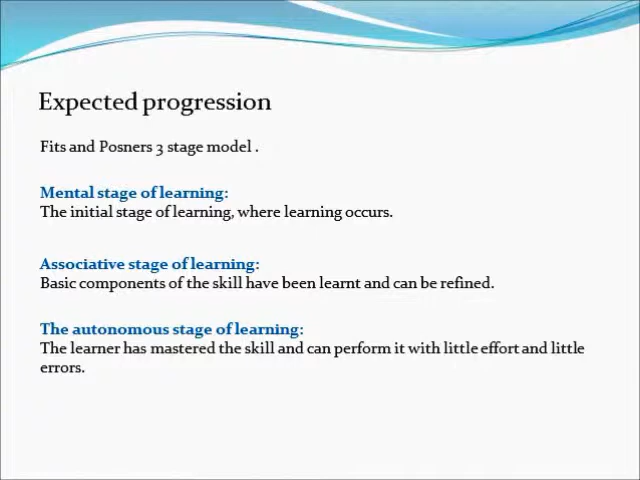 Expected progression
Fits and Posners 3 stage model .
Mental stage of learning:
The initial stage of learning, where learning occurs.
Associative stage of learning:
Basic components of the skill have been learnt and can be refined.
The autonomous stage of learning:
The learner has mastered the skill and can perform it with little effort and little
errors.